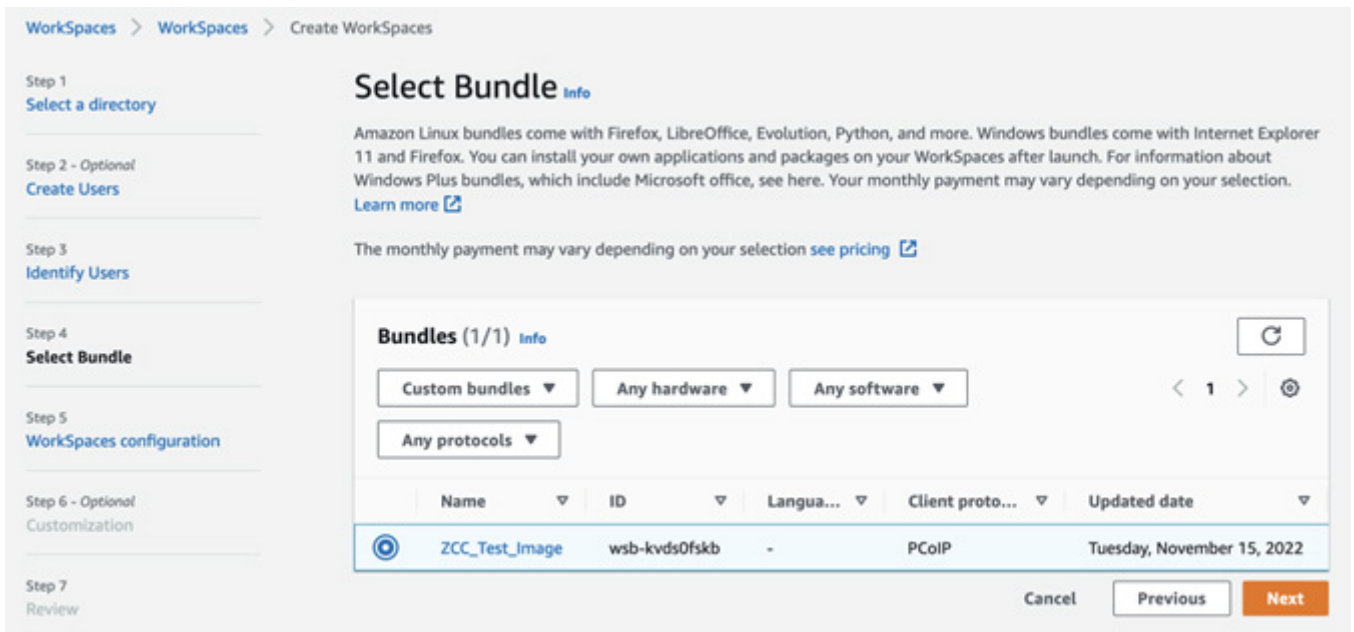 WorkSpaces > WorkSpaces > Create WorkSpaces
Step 1
Select a directory
Step 2 - Optional
Create Users
Step 3
Identify Users
Step 4
Select Bundle
Step 5
WorkSpaces configuration
Step 6 - Optional
Customization
Step 7
Review
Select Bundle Info
Amazon Linux bundles come with Firefox, LibreOffice, Evolution, Python, and more. Windows bundles come with Internet Explorer
11 and Firefox. You can install your own applications and packages on your WorkSpaces after launch. For information about
Windows Plus bundles, which include Microsoft office, see here. Your monthly payment may vary depending on your selection.
Learn more
The monthly payment may vary depending on your selection see pricing
Bundles (1/1) Info
Custom bundles Any hardware Any software < 1 >
Any protocols
Name ID Langua... Client proto... Updated date
ZCC_Test_Image wsb-kvds0fskb - PCoIP Tuesday, November 15, 2022
Cancel Previous Next